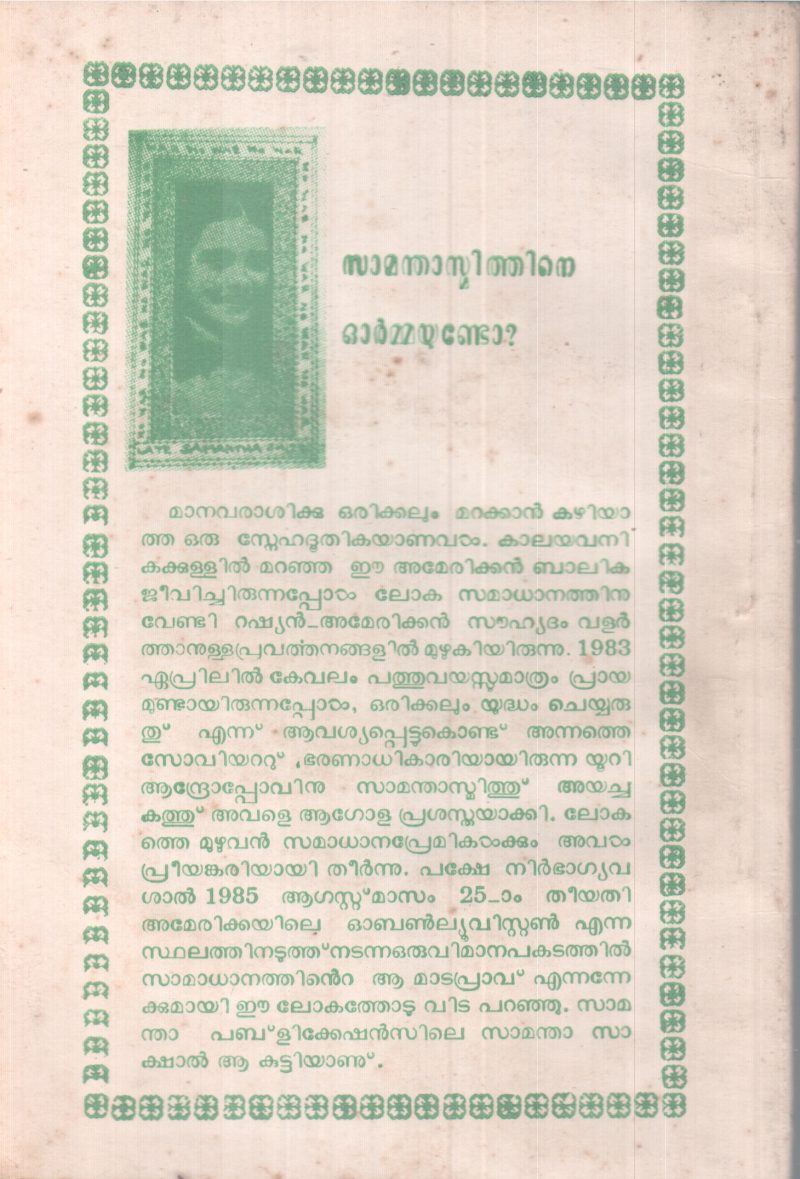 സാമന്താസ്മിത്തിനെ
ഓർമ്മയുണ്ടോ?
മാനവരാശിക്കു ഒരിക്കലും മറക്കാൻ കഴിയാ
ത്ത ഒരു സ്നേഹദൂതികയാണവൾ. കാലയവനി
കക്കുള്ളിൽ മറഞ്ഞ ഈ അമേരിക്കൻ ബാലിക
ജീവിച്ചിരുന്നപ്പോൾ ലോക സമാധാനത്തിനു
വേണ്ടി റഷ്യൻ-അമേരിക്കൻ സൗഹൃദം വളർ
ത്താനുള്ളപ്രവർത്തനങ്ങളിൽ മുഴുകിയിരുന്നു. 1983
ഏപ്രിലിൽ കേവലം പത്തുവയസ്സുമാത്രം പ്രായ
മുണ്ടായിരുന്നപ്പോൾ, ഒരിക്കലും യുദ്ധം ചെയ്യരു
തു് എന്ന് ആവശ്യപ്പെട്ടുകൊണ്ട് അന്നത്തെ
സോവിയററു് ഭരണാധികാരിയായിരുന്ന യൂറി
ആന്ദ്രോപ്പോവിനു സാമന്താസ്മിത്തു് അയച്ച
കത്തു് അവളെ ആഗോള പ്രശസ്തയാക്കി. ലോക
ത്തെ മുഴുവൻ സമാധാനപ്രേമികൾക്കും അവൾ
പ്രീയങ്കരിയായി തീർന്നു. പക്ഷേ നിർഭാഗ്യവ
ശാൽ 1985 ആഗസ്റ്റ്മാസം 25-ാം തീയതി
അമേരിക്കയിലെ ഓബൺല്യൂവിസ്റ്റൺ എന്ന
സ്ഥലത്തിനടുത്ത്നടന്നഒരുവിമാനപകടത്തിൽ
സാമാധാനത്തിൻെറ ആ മാടപ്രാവ് എന്നന്നേ
ക്കുമായി ഈ ലോകത്തോടു വിട പറഞ്ഞു. സാമ
ന്താ പബ്ളിക്കേഷൻസിലെ സാമന്താ സാ
ക്ഷാൽ ആ കുട്ടിയാണു്.